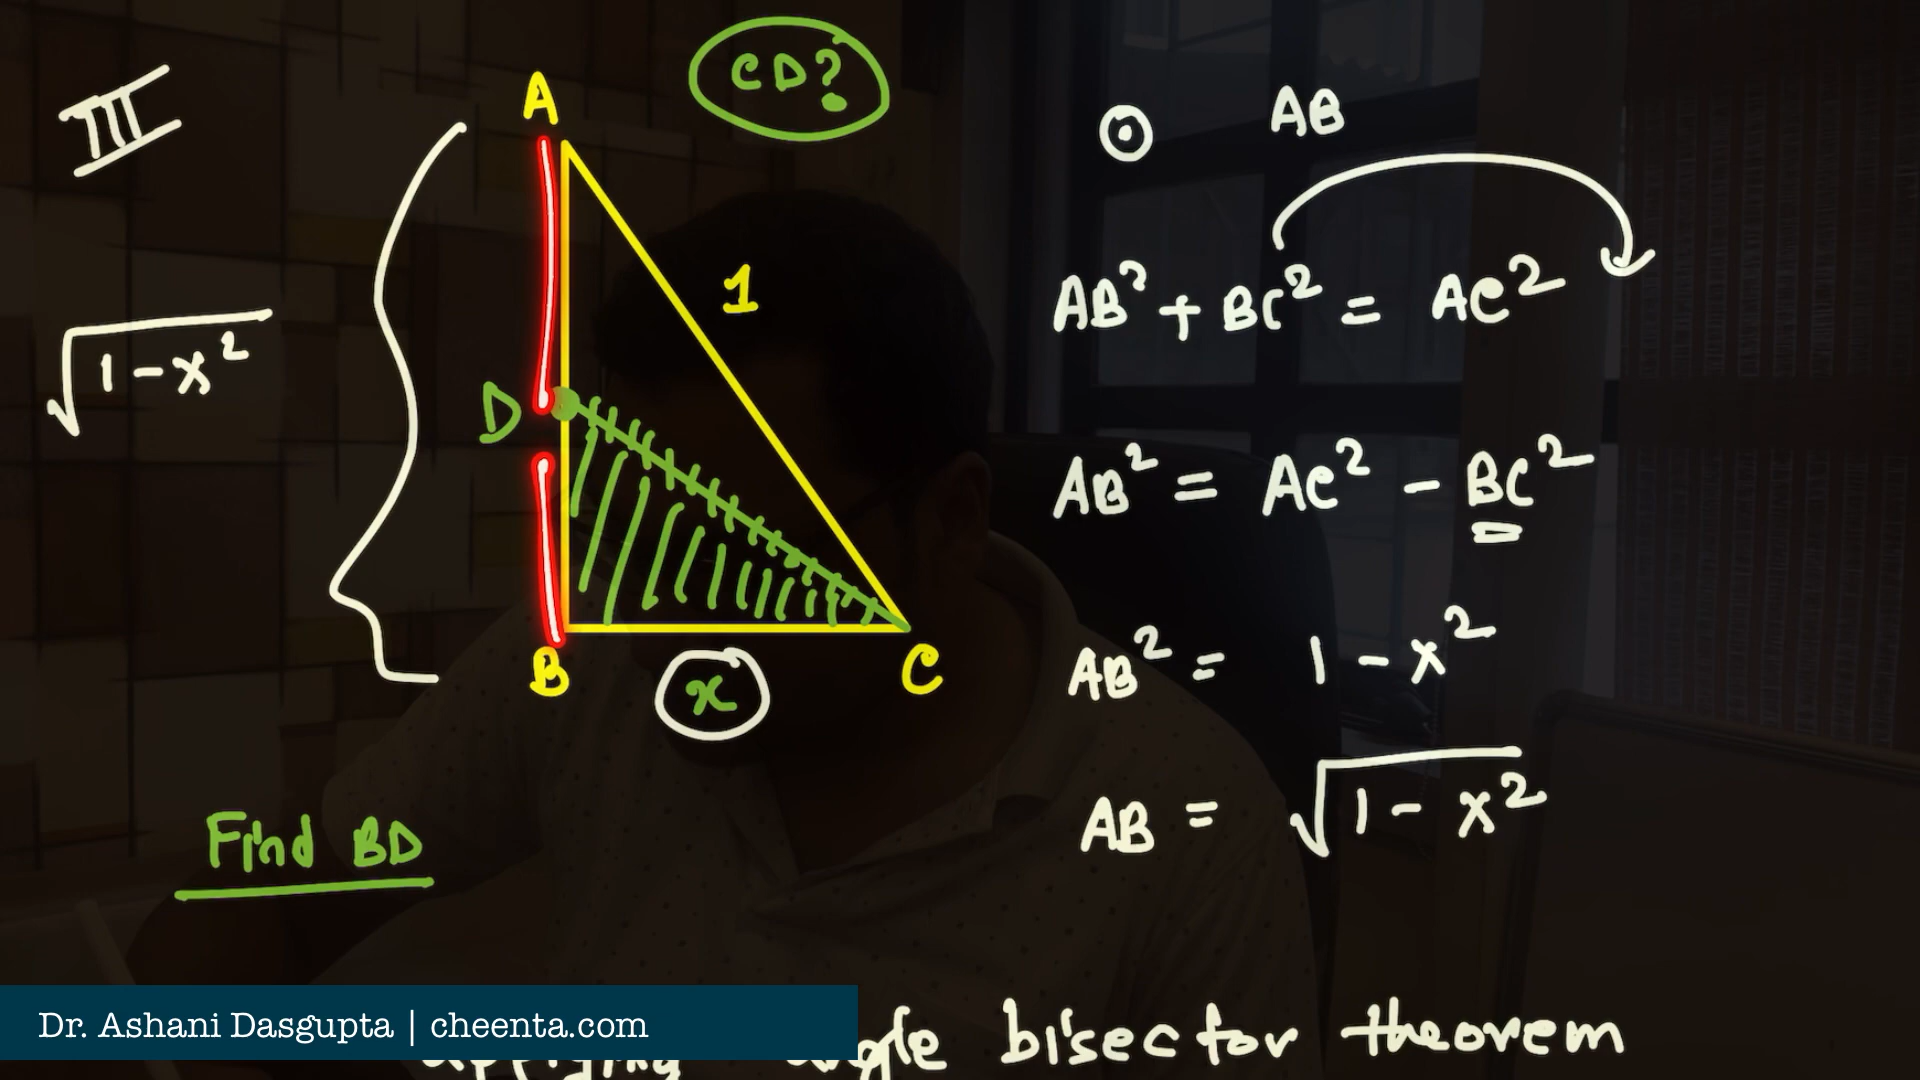 III
CD?
A
1
D
B
x
C
√1-x²
Find BD
AB
AB² + BC² = AC²
AB² = AC² - BC²
AB² = 1 - x²
AB = √1 - x²
Dr. Ashani Dasgupta | cheenta.com
bisector theorem